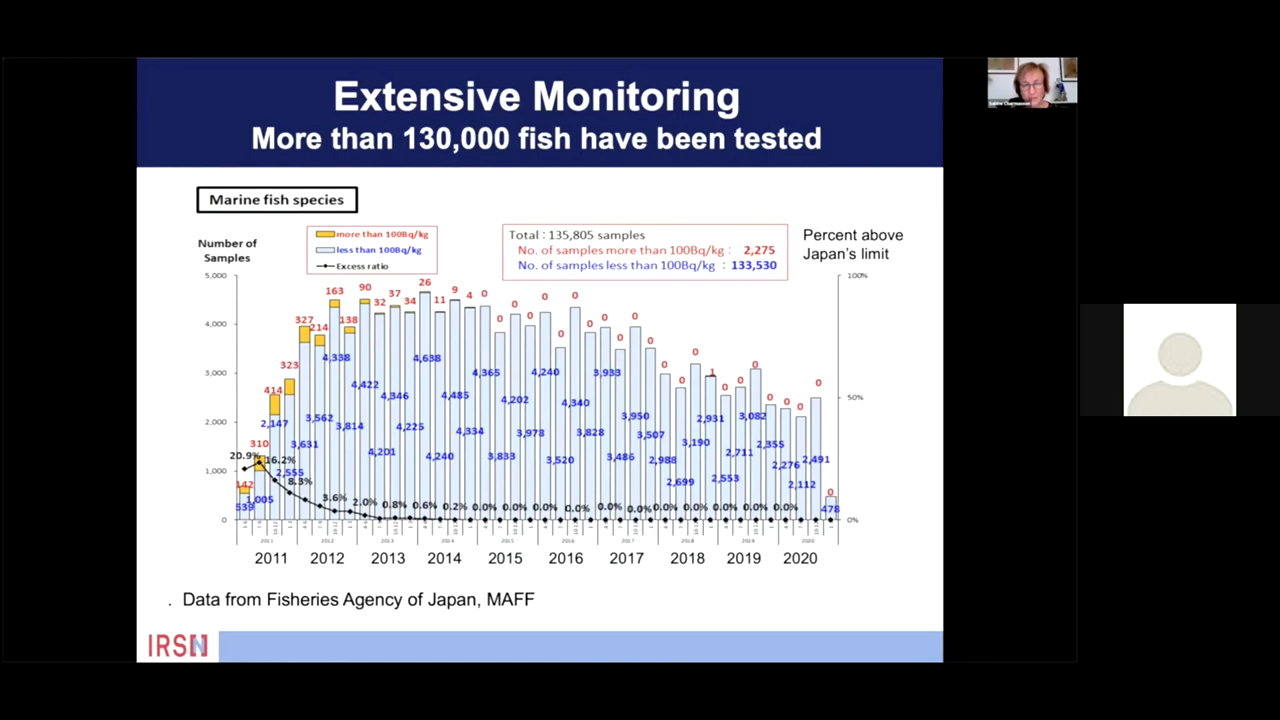 Extensive Monitoring
More than 130,000 fish have been tested
Marine fish species
Number of
Samples
more than 100Bq/kg
less than 100Bq/kg
Excess ratio
Total : 135,805 samples
No. of samples more than 100Bq/kg : 2,275
No. of samples less than 100Bq/kg : 133,530
Percent above
Japan's limit
5,000
4,000
3,000
2,000
1,000
0
100%
50%
0%
142 310 414 323 327 214 163 138 90 32 37 34 26 11 9 4 0 0 0 0 0 0 0 0 0 0 0 0 0 0 0 1 0 0 0 0 0 0 0 0
539 1,005 2,147 2,555 3,631 3,562 4,338 3,814 4,422 4,201 4,346 4,225 4,638 4,240 4,485 4,334 4,365 3,833 4,202 3,978 4,240 3,520 4,340 3,828 3,933 3,486 3,950 3,507 2,988 2,699 3,190 2,931 2,553 2,711 3,082 2,355 2,276 2,112 2,491 478
20.9% 16.2% 8.3% 3.6% 2.0% 0.8% 0.6% 0.2% 0.0% 0.0% 0.0% 0.0% 0.0% 0.0% 0.0% 0.0% 0.0% 0.0% 0.0%
2011 2012 2013 2014 2015 2016 2017 2018 2019 2020
2011 2012 2013 2014 2015 2016 2017 2018 2019 2020
. Data from Fisheries Agency of Japan, MAFF
IRSN